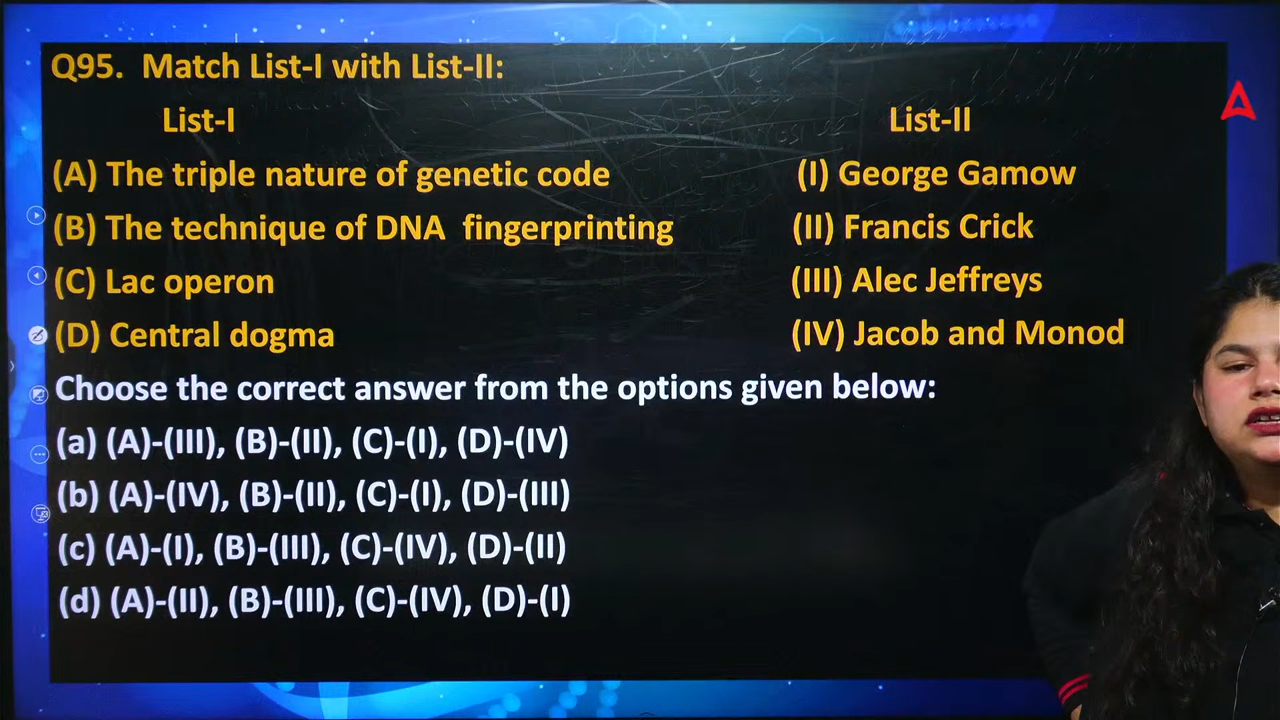 Q95. Match List-I with List-II:
List-I List-II
(A) The triple nature of genetic code (I) George Gamow
(B) The technique of DNA fingerprinting (II) Francis Crick
(C) Lac operon (III) Alec Jeffreys
(D) Central dogma (IV) Jacob and Monod
Choose the correct answer from the options given below:
(a) (A)-(III), (B)-(II), (C)-(I), (D)-(IV)
(b) (A)-(IV), (B)-(II), (C)-(I), (D)-(III)
(c) (A)-(I), (B)-(III), (C)-(IV), (D)-(II)
(d) (A)-(II), (B)-(III), (C)-(IV), (D)-(I)